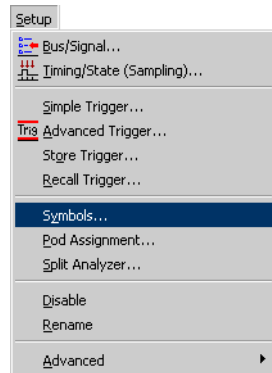 Setup
Bus/Signal...
Timing/State (Sampling)...
Simple Trigger...
Trig Advanced Trigger...
Store Trigger...
Recall Trigger...
Symbols...
Pod Assignment...
Split Analyzer...
Disable
Rename
Advanced